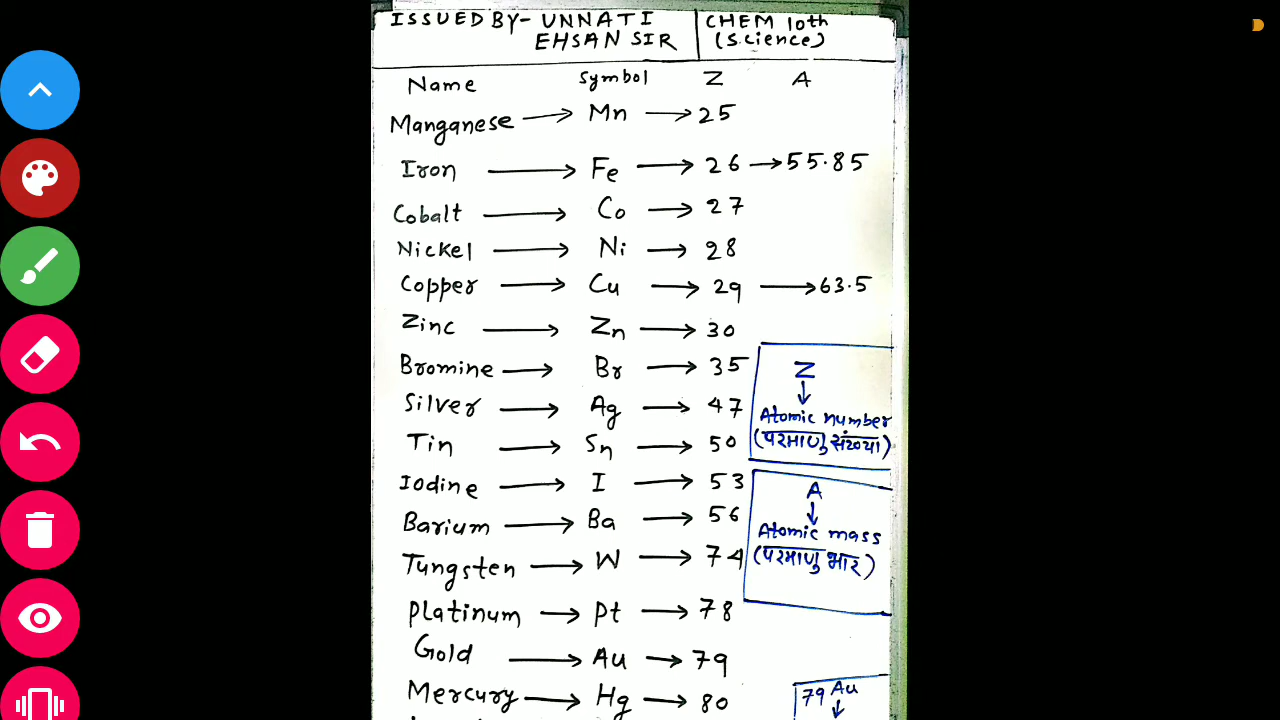 ISSUED BY- UNNATI
EHSAN SIR
CHEM 10th
(Science)
Name Symbol Z A
Manganese → Mn → 25
Iron → Fe → 26 → 55.85
Cobalt → Co → 27
Nickel → Ni → 28
Copper → Cu → 29 → 63.5
Zinc → Zn → 30
Bromine → Br → 35
Silver → Ag → 47
Tin → Sn → 50
Iodine → I → 53
Barium → Ba → 56
Tungsten → W → 74
Platinum → Pt → 78
Gold → Au → 79
Mercury → Hg → 80
Z
↓
Atomic number
(परमाणु संख्या)
A
↓
Atomic mass
(परमाणु भार)
79 Au
↓